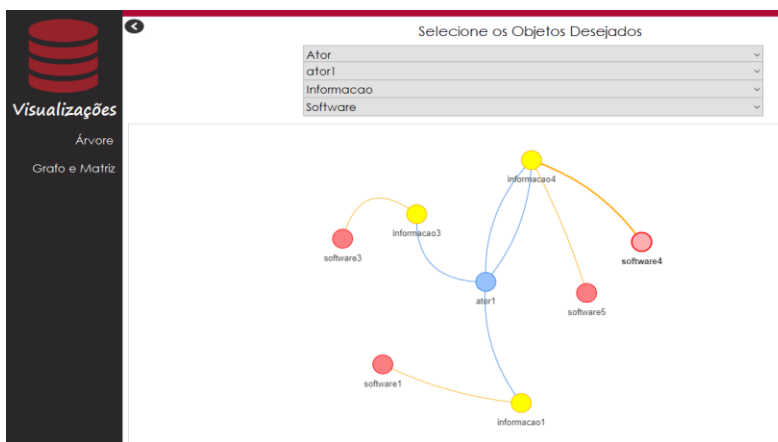 Selecione os Objetos Desejados
Ator
ator1
Informacao
Software
Visualizações
Árvore
Grafo e Matriz
informacao4
informacao3
software3
software4
ator1
software5
software1
informacao1